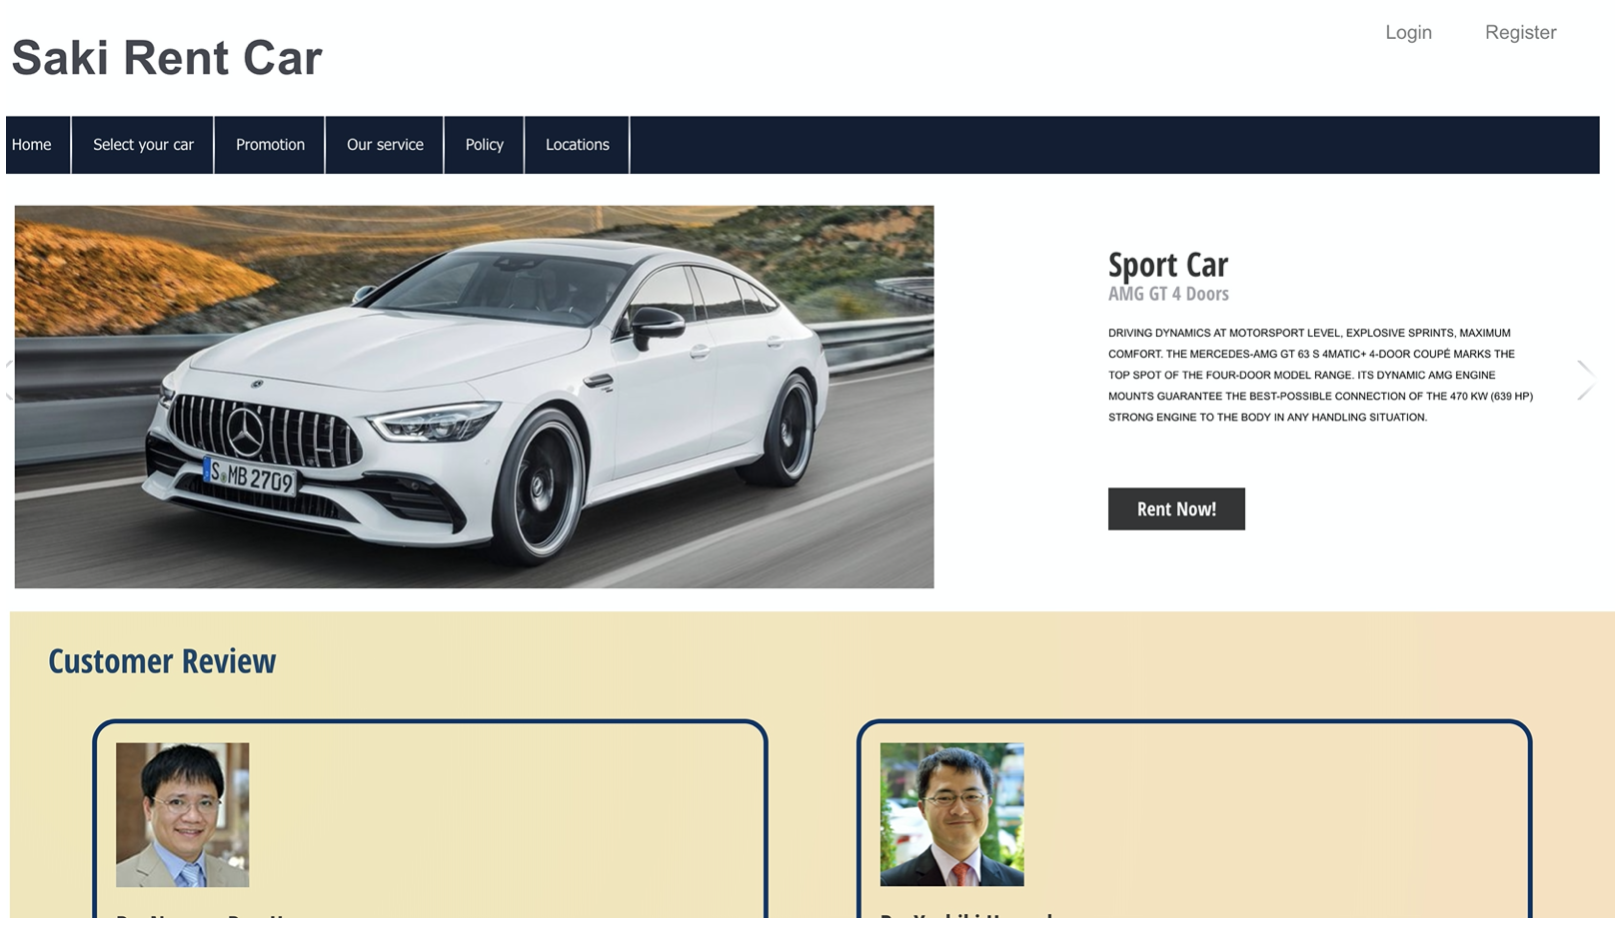 Login Register
Saki Rent Car
Home Select your car Promotion Our service Policy Locations
Sport Car
AMG GT 4 Doors
DRIVING DYNAMICS AT MOTORSPORT LEVEL, EXPLOSIVE SPRINTS, MAXIMUM
COMFORT. THE MERCEDES-AMG GT 63 S 4MATIC+ 4-DOOR COUPÉ MARKS THE
TOP SPOT OF THE FOUR-DOOR MODEL RANGE. ITS DYNAMIC AMG ENGINE
MOUNTS GUARANTEE THE BEST-POSSIBLE CONNECTION OF THE 470 KW (639 HP)
STRONG ENGINE TO THE BODY IN ANY HANDLING SITUATION.
S MB 2709
Rent Now!
Customer Review